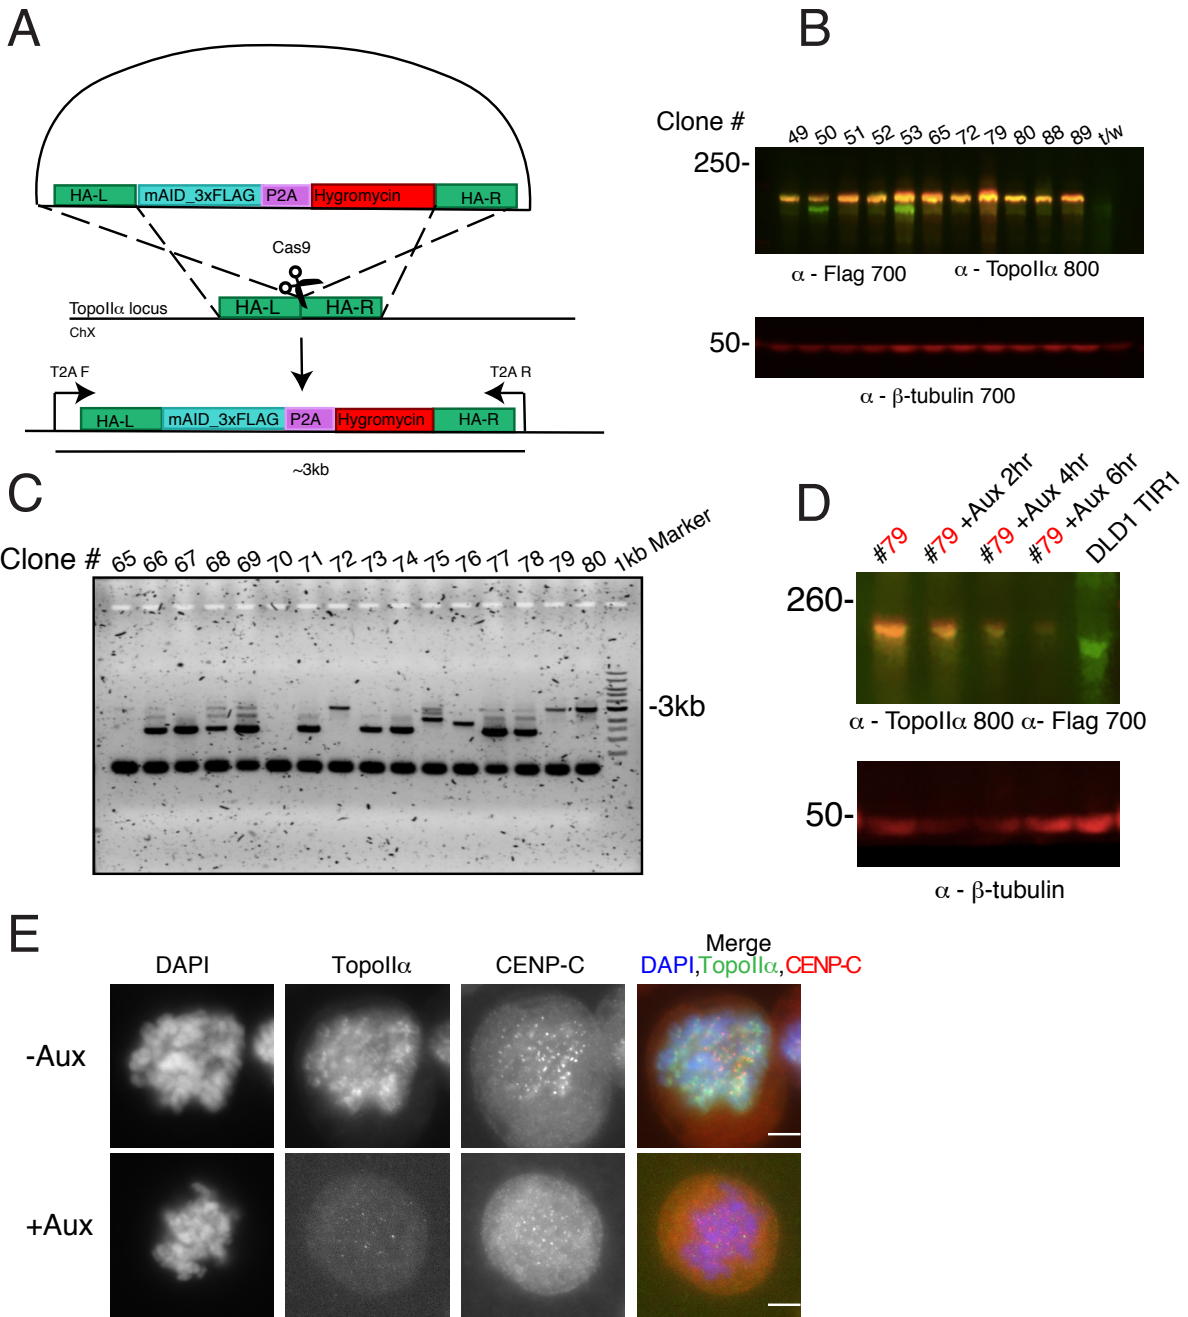 A
HA-L mAID_3xFLAG P2A Hygromycin HA-R
Cas9
TopoIIα locus HA-L HA-R
ChX
T2A F T2A R
HA-L mAID_3xFLAG P2A Hygromycin HA-R
~3kb
B
Clone # 49 50 51 52 53 65 72 79 80 88 89 t/w
250-
α - Flag 700 α - TopoIIα 800
50-
α - β-tubulin 700
C
Clone # 65 66 67 68 69 70 71 72 73 74 75 76 77 78 79 80 1kb Marker
-3kb
D
#79 #79 +Aux 2hr #79 +Aux 4hr #79 +Aux 6hr DLD1 TIR1
260-
α - TopoIIα 800 α- Flag 700
50-
α - β-tubulin
E
DAPI TopoIIα CENP-C Merge
DAPI,TopoIIα,CENP-C
-Aux
+Aux